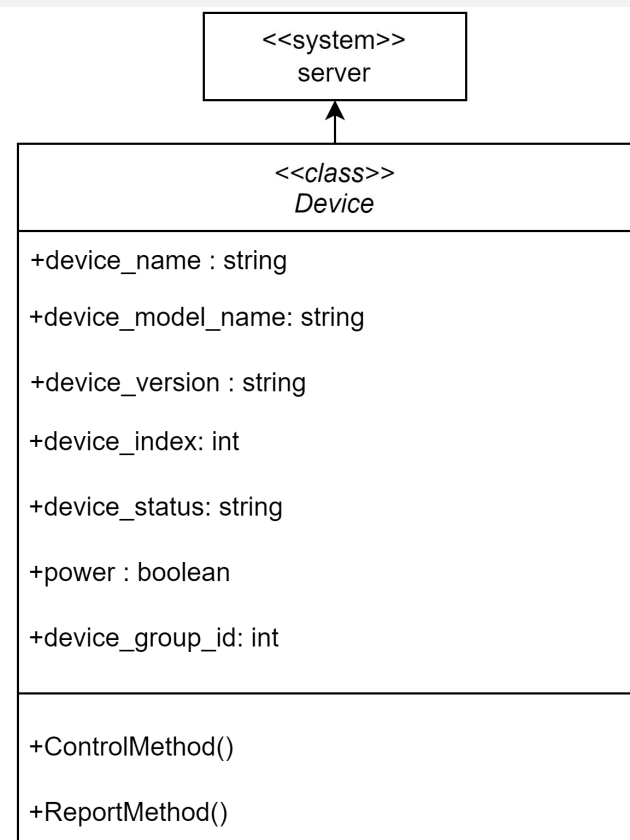 <<system>>
server
<<class>>
Device
+device_name : string
+device_model_name: string
+device_version : string
+device_index: int
+device_status: string
+power : boolean
+device_group_id: int
+ControlMethod()
+ReportMethod()